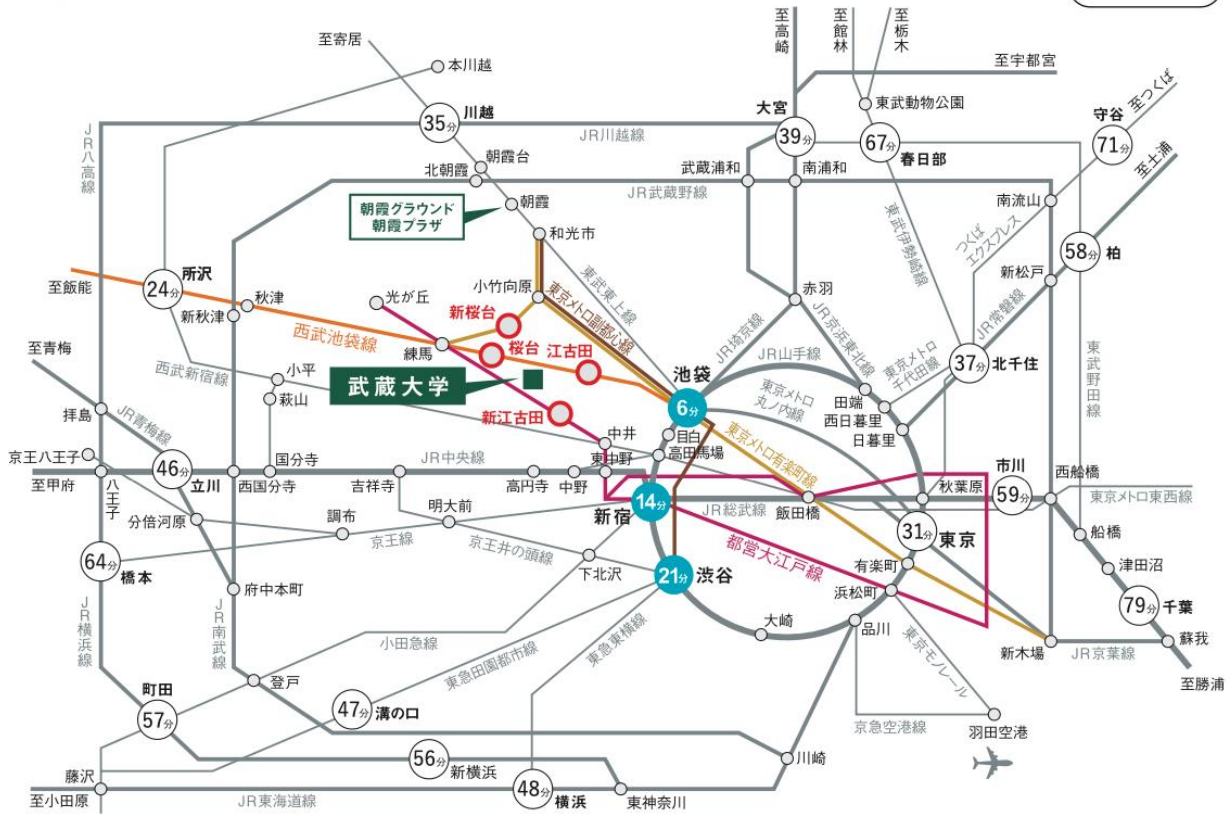 至高崎
至館林
至栃木
至寄居
本川越
至宇都宮
35分
川越
JR川越線
大宮
39分
東武動物公園
67分
春日部
守谷
71分
至つくば
至土浦
JR八高線
朝霞台
北朝霞
武蔵浦和
南浦和
JR武蔵野線
朝霞グラウンド
朝霞プラザ
朝霞
和光市
南流山
つくば
エクスプレス
東武伊勢崎線
58分
柏
所沢
24分
至飯能
秋津
新秋津
光が丘
小竹向原
東武東上線
東京メトロ副都心線
新松戸
赤羽
JR常磐線
新桜台
西武池袋線
練馬
桜台
江古田
JR埼京線
JR京浜東北線
JR山手線
東京メトロ
千代田線
37分
北千住
東武野田線
至青梅
西武新宿線
小平
萩山
武蔵大学
池袋
6分
東京メトロ
丸ノ内線
田端
西日暮里
日暮里
拝島
JR青梅線
新江古田
中井
目白
高田馬場
東京メトロ有楽町線
京王八王子
至甲府
八王子
46分
立川
西国分寺
国分寺
JR中央線
吉祥寺
高円寺
中野
東中野
市川
59分
西船橋
東京メトロ東西線
秋葉原
新宿
14分
JR総武線
飯田橋
分倍河原
調布
明大前
京王線
京王井の頭線
31分
東京
船橋
64分
橋本
下北沢
21分
渋谷
都営大江戸線
有楽町
浜松町
津田沼
79分
千葉
府中本町
JR横浜線
JR南武線
小田急線
東急田園都市線
東急東横線
大崎
品川
東京モノレール
新木場
JR京葉線
蘇我
至勝浦
登戸
町田
57分
47分
溝の口
京急空港線
羽田空港
56分
新横浜
川崎
藤沢
至小田原
JR東海道線
48分
横浜
東神奈川